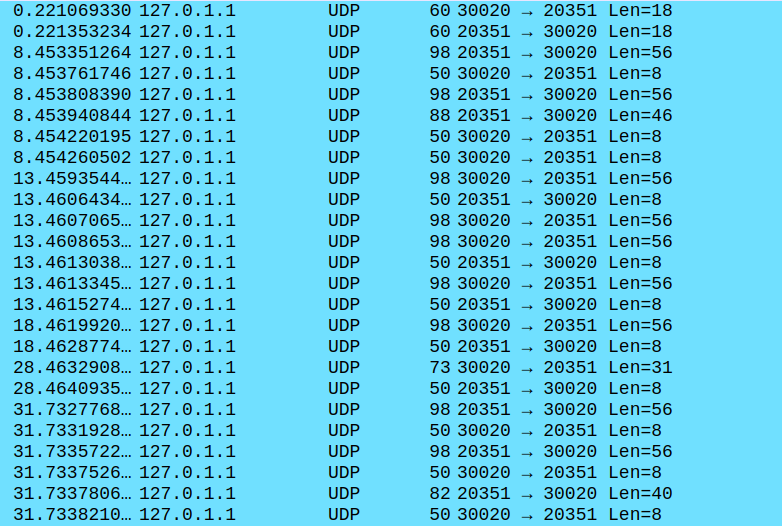 0.221069330 127.0.1.1 UDP 60 30020 → 20351 Len=18
0.221353234 127.0.1.1 UDP 60 20351 → 30020 Len=18
8.453351264 127.0.1.1 UDP 98 20351 → 30020 Len=56
8.453761746 127.0.1.1 UDP 50 30020 → 20351 Len=8
8.453808390 127.0.1.1 UDP 98 20351 → 30020 Len=56
8.453940844 127.0.1.1 UDP 88 20351 → 30020 Len=46
8.454220195 127.0.1.1 UDP 50 30020 → 20351 Len=8
8.454260502 127.0.1.1 UDP 50 30020 → 20351 Len=8
13.4593544… 127.0.1.1 UDP 98 30020 → 20351 Len=56
13.4606434… 127.0.1.1 UDP 50 20351 → 30020 Len=8
13.4607065… 127.0.1.1 UDP 98 30020 → 20351 Len=56
13.4608653… 127.0.1.1 UDP 98 30020 → 20351 Len=56
13.4613038… 127.0.1.1 UDP 50 20351 → 30020 Len=8
13.4613345… 127.0.1.1 UDP 98 30020 → 20351 Len=56
13.4615274… 127.0.1.1 UDP 50 20351 → 30020 Len=8
18.4619920… 127.0.1.1 UDP 98 30020 → 20351 Len=56
18.4628774… 127.0.1.1 UDP 50 20351 → 30020 Len=8
28.4632908… 127.0.1.1 UDP 73 30020 → 20351 Len=31
28.4640935… 127.0.1.1 UDP 50 20351 → 30020 Len=8
31.7327768… 127.0.1.1 UDP 98 20351 → 30020 Len=56
31.7331928… 127.0.1.1 UDP 50 30020 → 20351 Len=8
31.7335722… 127.0.1.1 UDP 98 20351 → 30020 Len=56
31.7337526… 127.0.1.1 UDP 50 30020 → 20351 Len=8
31.7337806… 127.0.1.1 UDP 82 20351 → 30020 Len=40
31.7338210… 127.0.1.1 UDP 50 30020 → 20351 Len=8